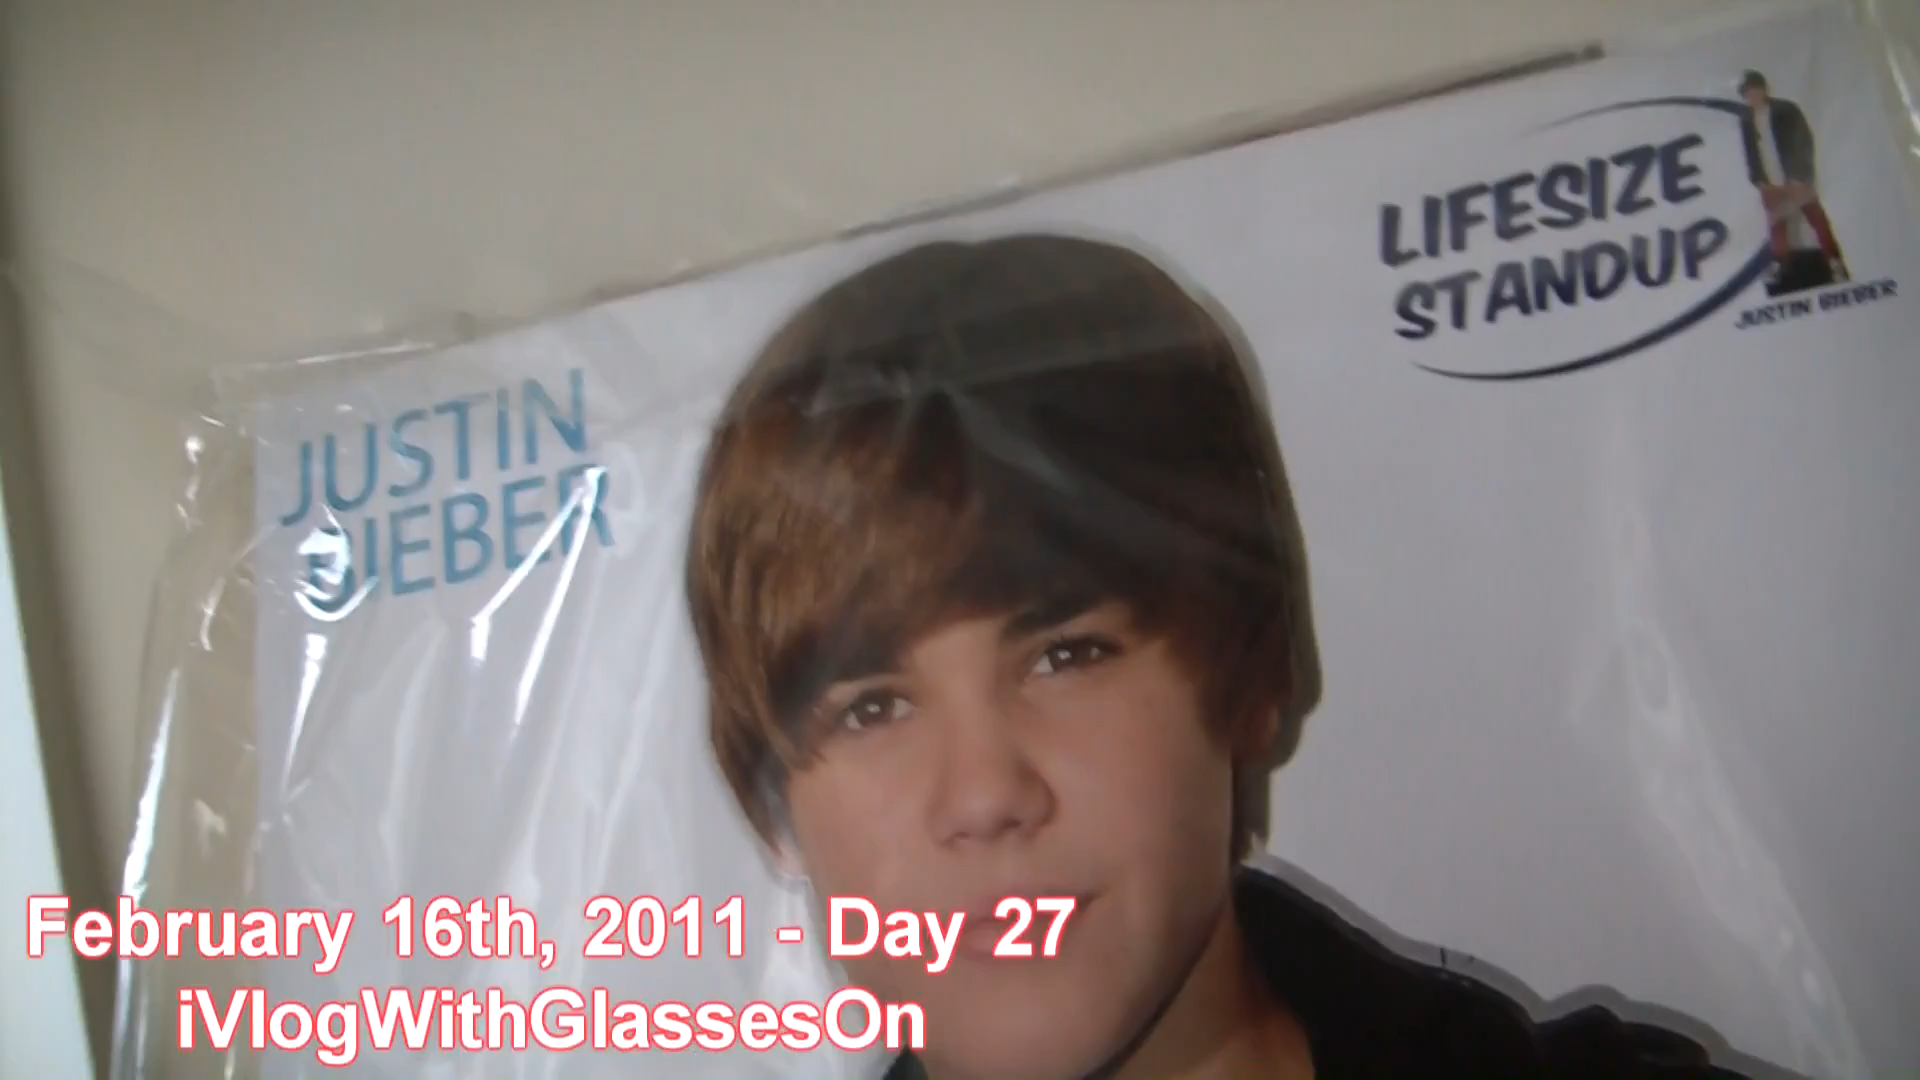 LIFESIZE
STANDUP
JUSTIN BIEBER
JUSTIN
BIEBER
February 16th, 2011 - Day 27
iVlogWithGlassesOn